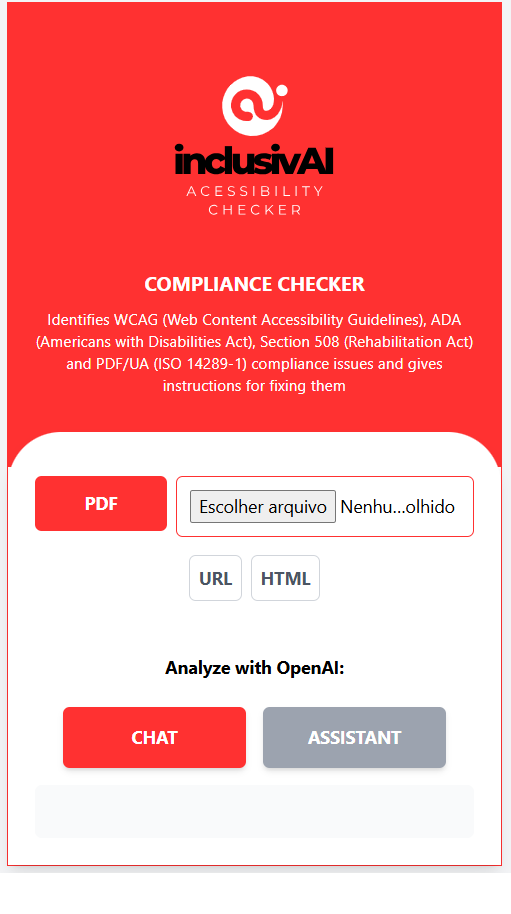 inclusivAI
ACESSIBILITY
CHECKER
COMPLIANCE CHECKER
Identifies WCAG (Web Content Accessibility Guidelines), ADA
(Americans with Disabilities Act), Section 508 (Rehabilitation Act)
and PDF/UA (ISO 14289-1) compliance issues and gives
instructions for fixing them
PDF Escolher arquivo Nenhu...olhido
URL HTML
Analyze with OpenAI:
CHAT ASSISTANT